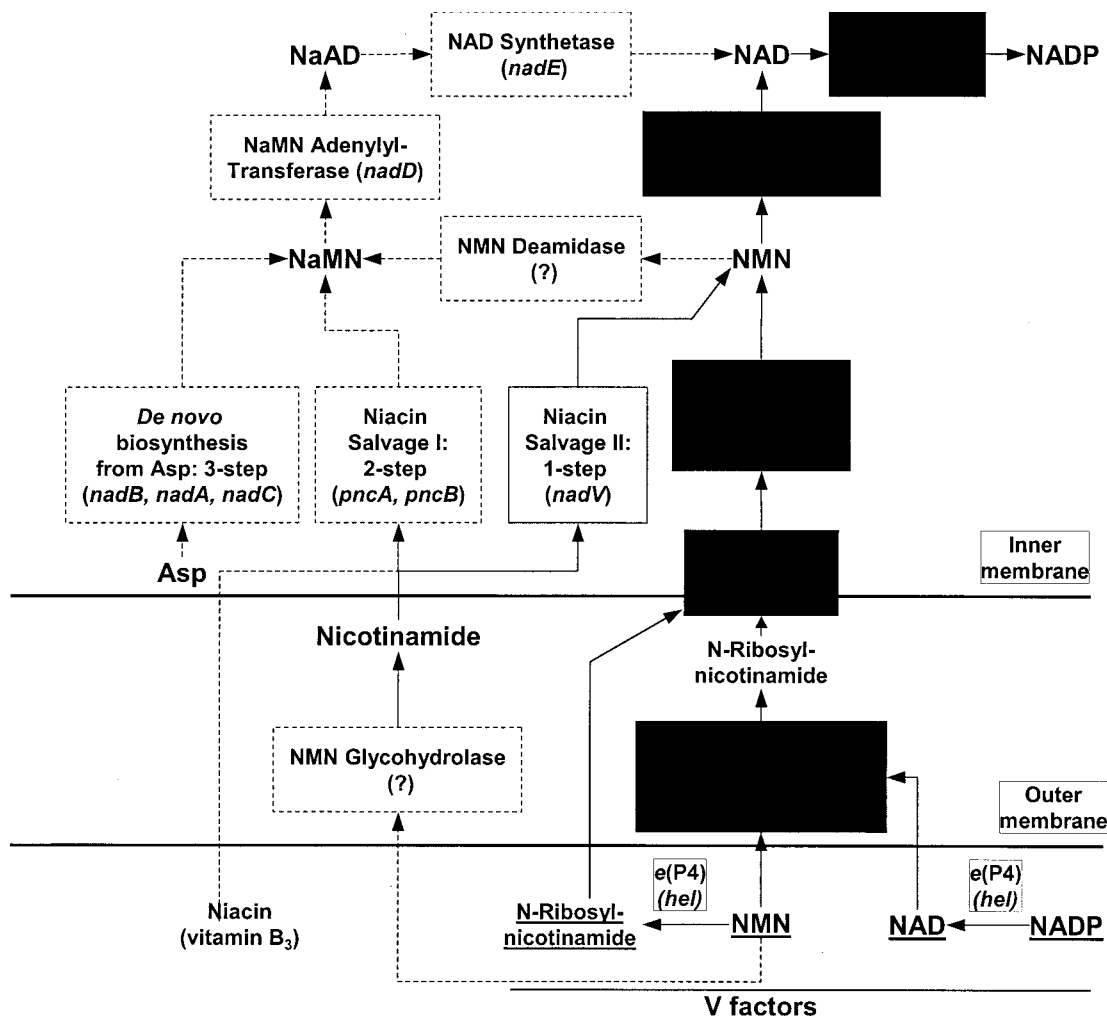 NaAD
NAD Synthetase
(nadE)
NAD
NADP
NaMN Adenylyl-
Transferase (nadD)
NaMN
NMN Deamidase
(?)
NMN
De novo
biosynthesis
from Asp: 3-step
(nadB, nadA, nadC)
Niacin
Salvage I:
2-step
(pncA, pncB)
Niacin
Salvage II:
1-step
(nadV)
Asp
Inner
membrane
Nicotinamide
N-Ribosyl-
nicotinamide
NMN Glycohydrolase
(?)
Outer
membrane
Niacin
(vitamin B3)
N-Ribosyl-
nicotinamide
e(P4)
(hel)
NMN
NAD
e(P4)
(hel)
NADP
V factors